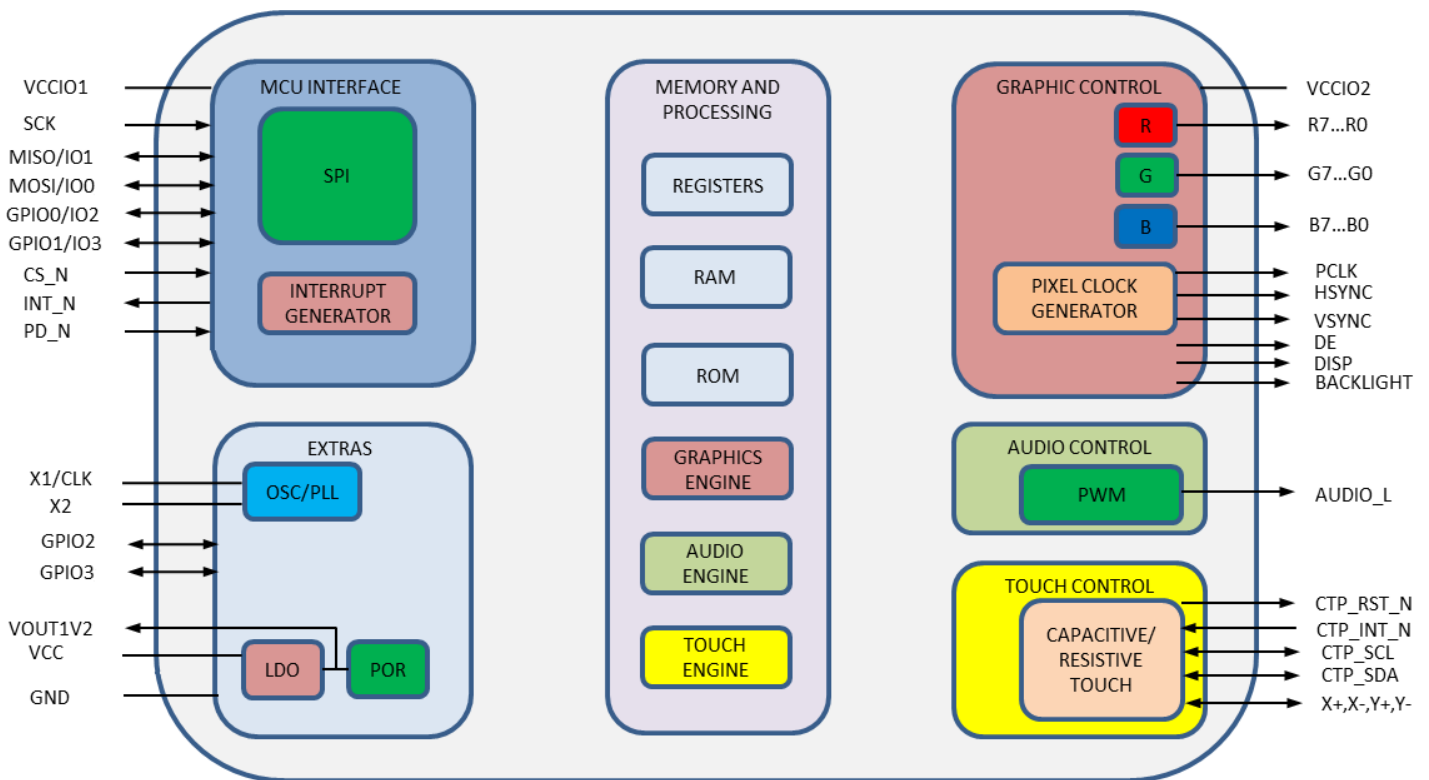 VCCIO1
SCK
MISO/IO1
MOSI/IO0
GPIO0/IO2
GPIO1/IO3
CS_N
INT_N
PD_N
MCU INTERFACE
SPI
INTERRUPT
GENERATOR
X1/CLK
X2
GPIO2
GPIO3
VOUT1V2
VCC
GND
EXTRAS
OSC/PLL
LDO
POR
MEMORY AND
PROCESSING
REGISTERS
RAM
ROM
GRAPHICS
ENGINE
AUDIO
ENGINE
TOUCH
ENGINE
GRAPHIC CONTROL
R
G
B
PIXEL CLOCK
GENERATOR
VCCIO2
R7...R0
G7...G0
B7...B0
PCLK
HSYNC
VSYNC
DE
DISP
BACKLIGHT
AUDIO CONTROL
PWM
AUDIO_L
TOUCH CONTROL
CAPACITIVE/
RESISTIVE
TOUCH
CTP_RST_N
CTP_INT_N
CTP_SCL
CTP_SDA
X+,X-,Y+,Y-